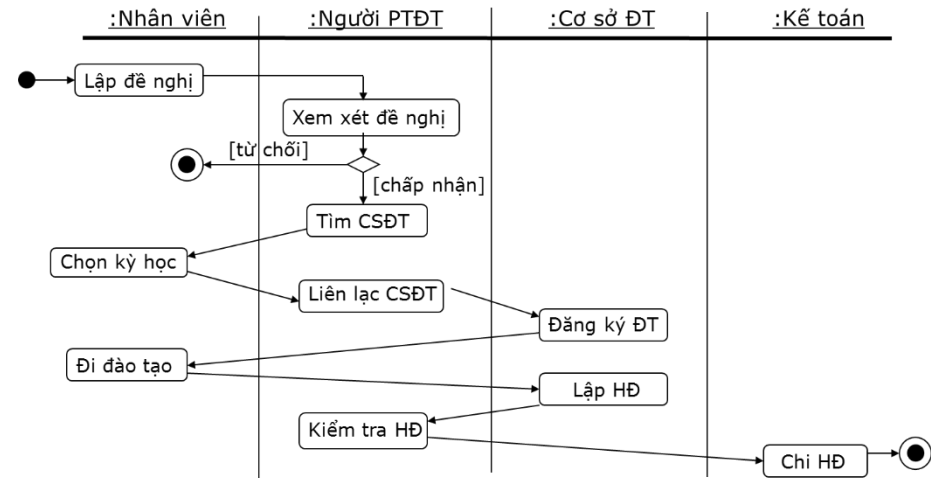 :Nhân viên
:Người PTĐT
:Cơ sở ĐT
:Kế toán
Lập đề nghị
Xem xét đề nghị
[từ chối]
[chấp nhận]
Tìm CSĐT
Chọn kỳ học
Liên lạc CSĐT
Đăng ký ĐT
Đi đào tạo
Lập HĐ
Kiểm tra HĐ
Chi HĐ